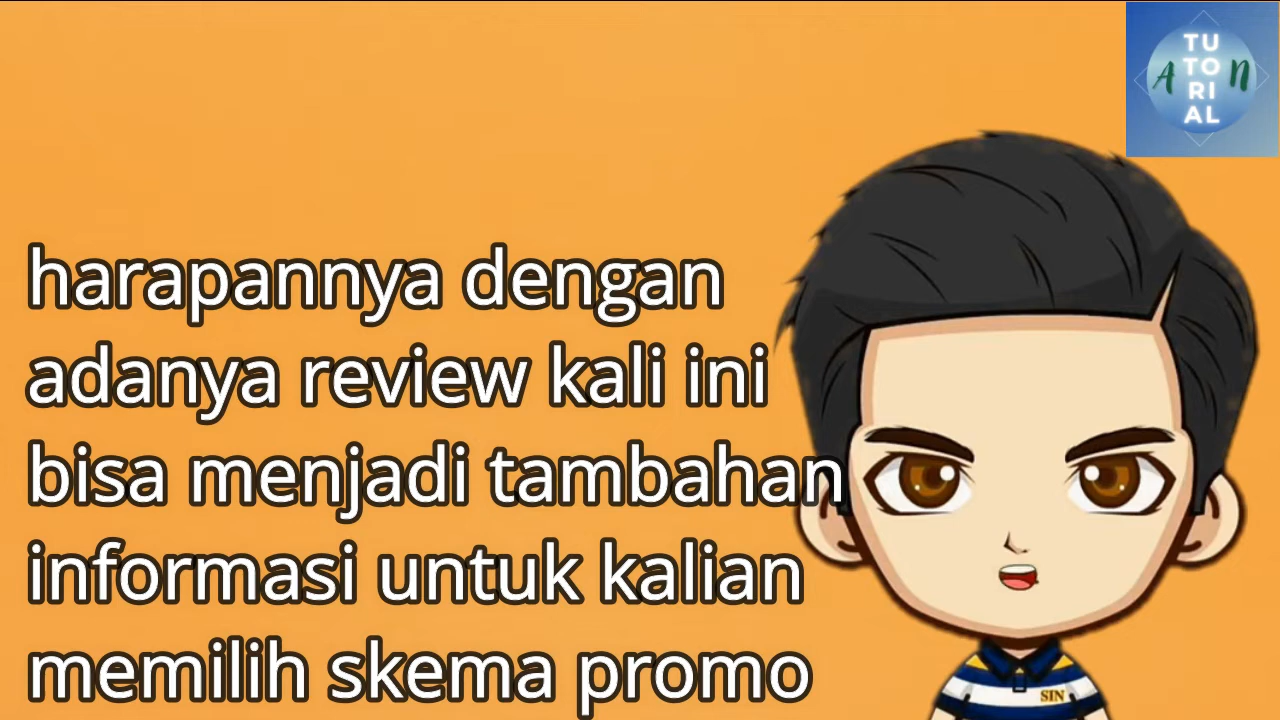 TU
TO
RI
AL
A N
harapannya dengan
adanya review kali ini
bisa menjadi tambahan
informasi untuk kalian
memilih skema promo
SIN